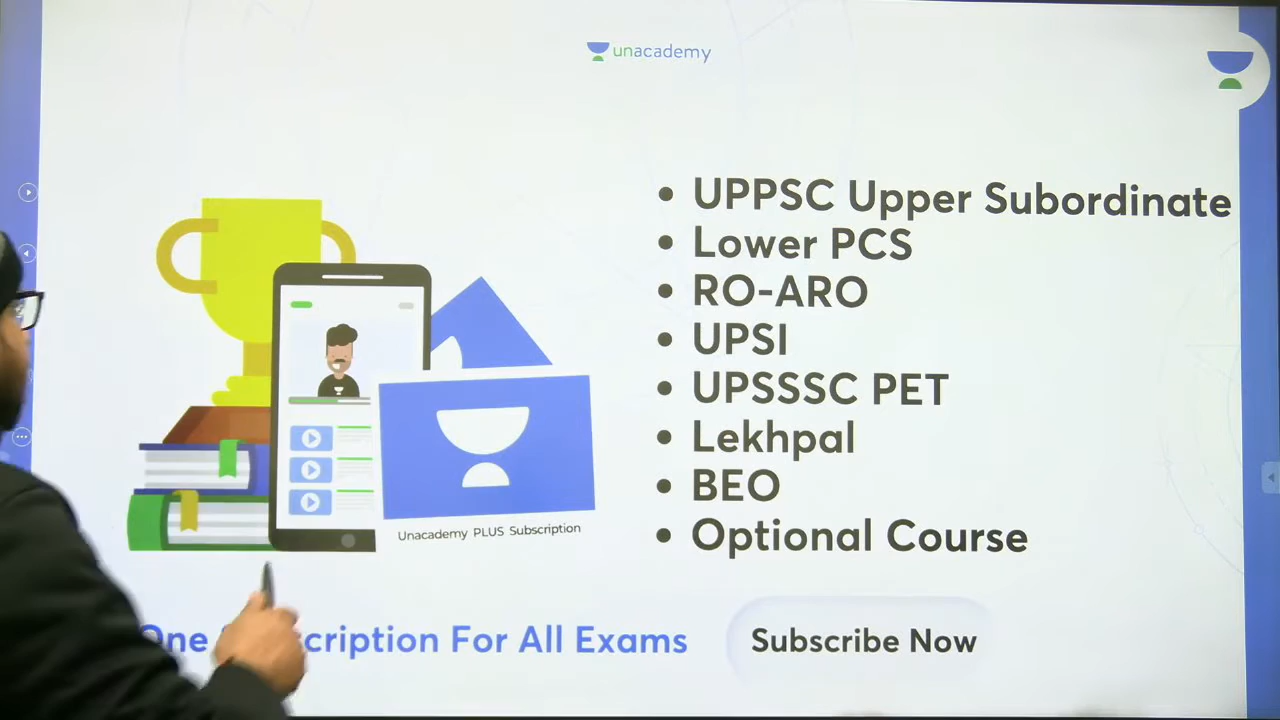 unacademy
UPPSC Upper Subordinate
Lower PCS
RO-ARO
UPSI
UPSSSC PET
Lekhpal
BEO
Optional Course
Unacademy PLUS Subscription
One For All Exams
Subscribe Now